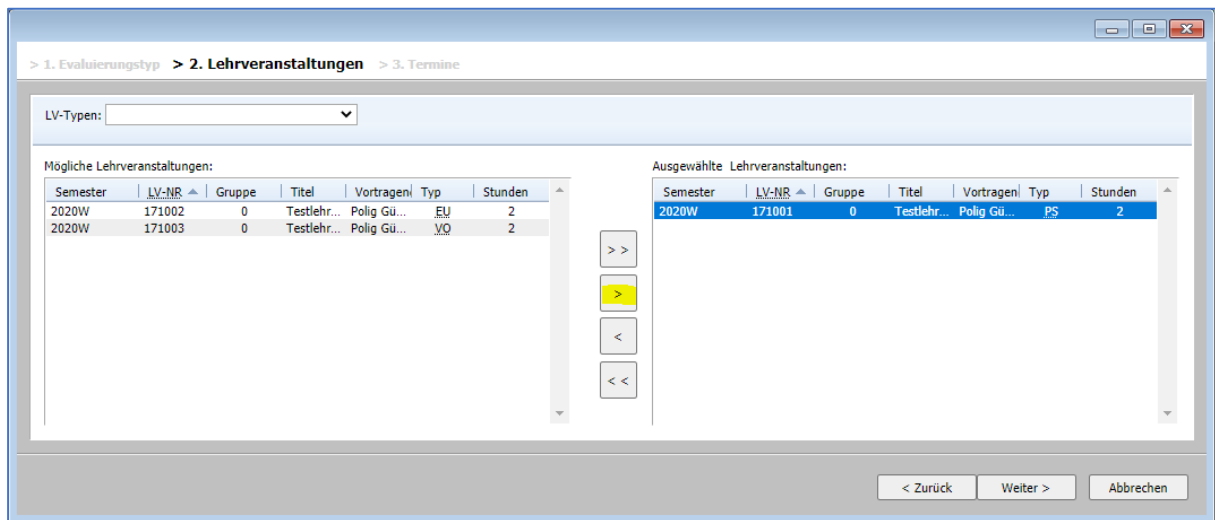 > 1. Evaluierungstyp > 2. Lehrveranstaltungen > 3. Termine
LV-Typen:
Mögliche Lehrveranstaltungen:
Semester LV-NR Gruppe Titel Vortragen Typ Stunden
2020W 171002 0 Testlehr... Polig Gü... EU 2
2020W 171003 0 Testlehr... Polig Gü... VO 2
> >
>
<
< <
Ausgewählte Lehrveranstaltungen:
Semester LV-NR Gruppe Titel Vortragen Typ Stunden
2020W 171001 0 Testlehr... Polig Gü... PS 2
< Zurück Weiter > Abbrechen